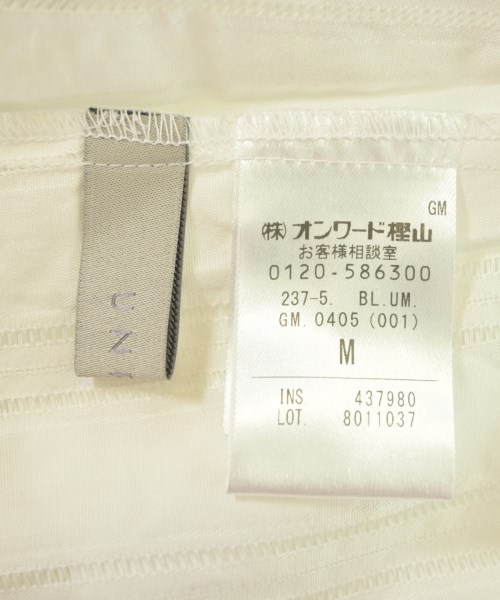 GM
(株)オンワード樫山
お客様相談室
0120-586300
237-5. BL.UM.
GM. 0405 (001)
M
INS 437980
LOT. 8011037
UN